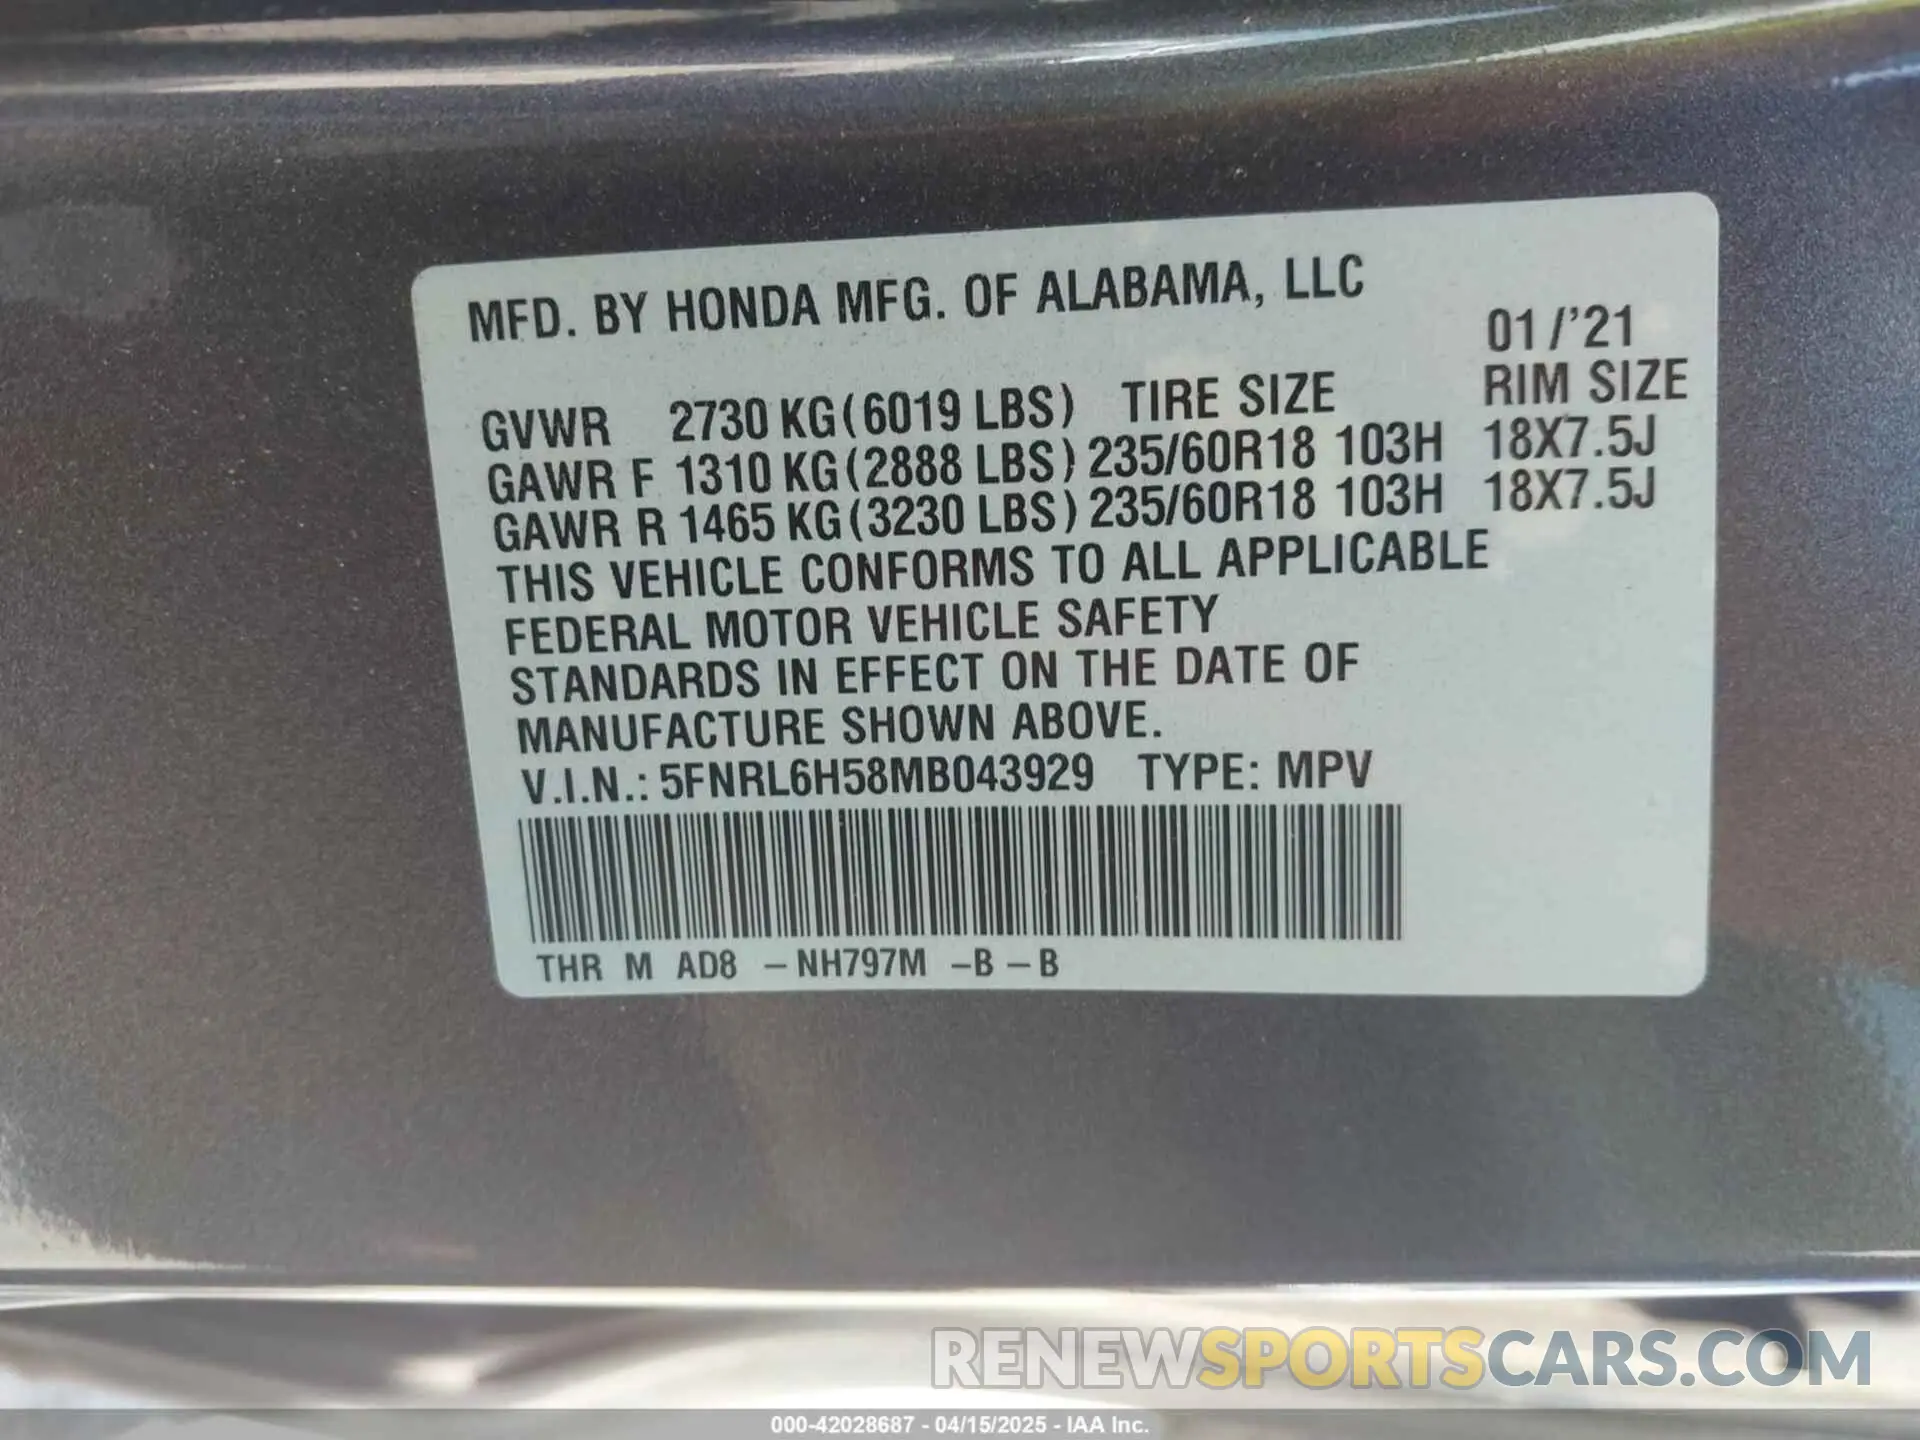 MFD. BY HONDA MFG. OF ALABAMA, LLC
01/'21
GVWR 2730 KG(6019 LBS) TIRE SIZE RIM SIZE
GAWR F 1310 KG(2888 LBS) 235/60R18 103H 18X7.5J
GAWR R 1465 KG(3230 LBS) 235/60R18 103H 18X7.5J
THIS VEHICLE CONFORMS TO ALL APPLICABLE
FEDERAL MOTOR VEHICLE SAFETY
STANDARDS IN EFFECT ON THE DATE OF
MANUFACTURE SHOWN ABOVE.
V.I.N.: 5FNRL6H58MB043929 TYPE: MPV
THR M AD8 -NH797M -B-B
RENEWSPORTSCARS.COM
000-42028687 - 04/15/2025 - IAA Inc.